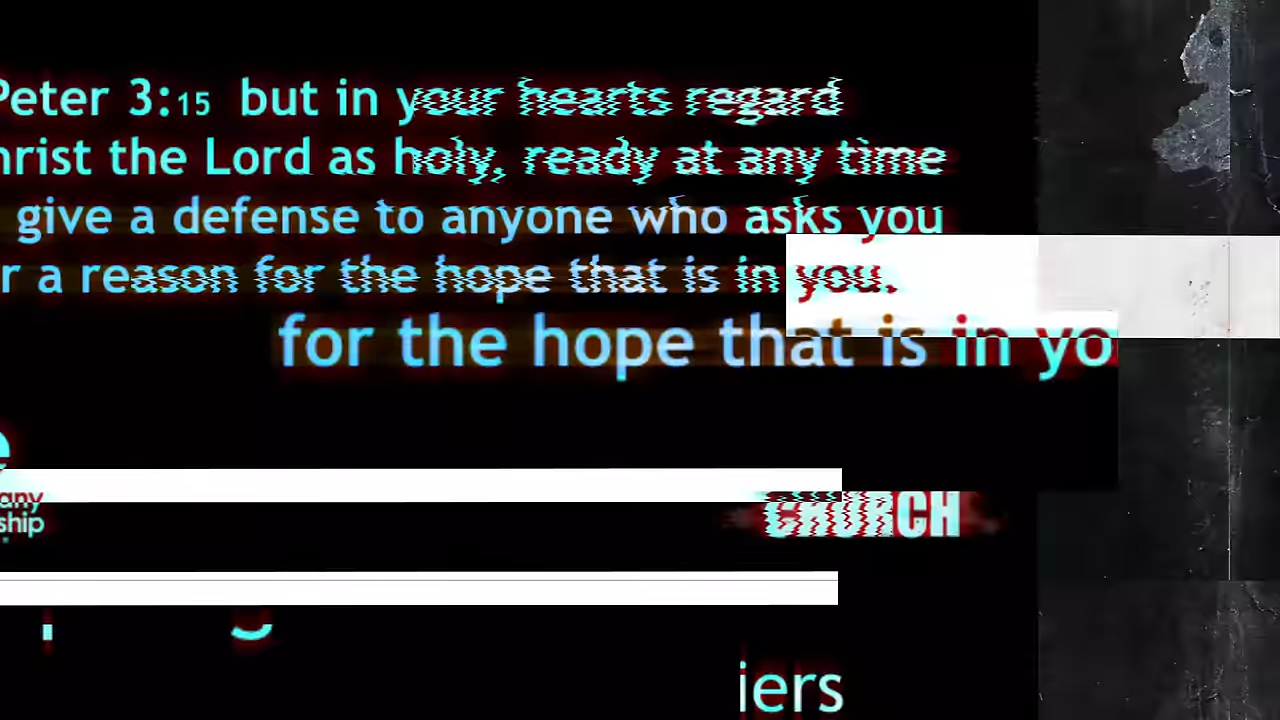 Peter 3:15 but in your hearts regard
hrist the Lord as holy, ready at any time
give a defense to anyone who asks you
r a reason for the hope that is in you.
for the hope that is in yo
e
any
ship
CHURCH
iers